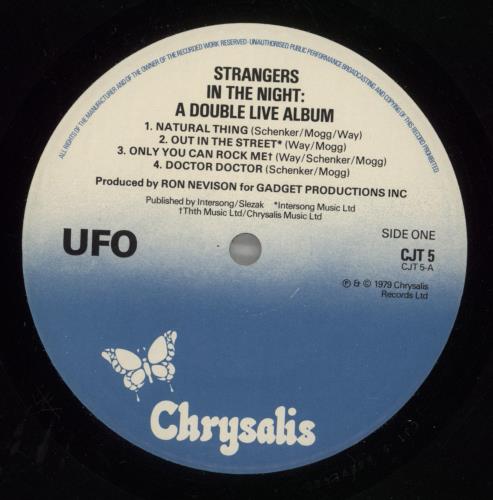 ALL RIGHTS OF THE MANUFACTURER AND OF THE OWNER OF THE RECORDED WORK RESERVED · UNAUTHORISED PUBLIC PERFORMANCE BROADCASTING AND COPYING OF THIS RECORD PROHIBITED
STRANGERS
IN THE NIGHT:
A DOUBLE LIVE ALBUM
1. NATURAL THING (Schenker/Mogg/Way)
2. OUT IN THE STREET* (Way/Mogg)
3. ONLY YOU CAN ROCK ME† (Way/Schenker/Mogg)
4. DOCTOR DOCTOR (Schenker/Mogg)
Produced by RON NEVISON for GADGET PRODUCTIONS INC
Published by Intersong/Slezak *Intersong Music Ltd
†Thth Music Ltd/Chrysalis Music Ltd
UFO
SIDE ONE
CJT 5
CJT 5-A
℗ & © 1979 Chrysalis
Records Ltd
Chrysalis